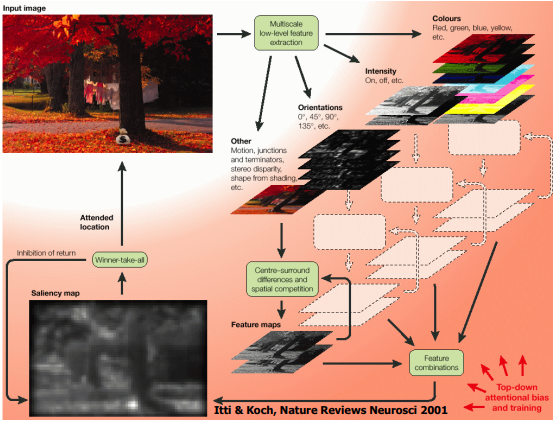 Input image
Multiscale
low-level feature
extraction
Colours
Red, green, blue, yellow,
etc.
Intensity
On, off, etc.
Orientations
0°, 45°, 90°,
135°, etc.
Other
Motion, junctions
and terminators,
stereo disparity,
shape from shading,
etc.
Attended
location
Inhibition of return
Winner-take-all
Centre–surround
differences and
spatial competition
Saliency map
Feature maps
Feature
combinations
Top-down
attentional bias
and training
Itti & Koch, Nature Reviews Neurosci 2001